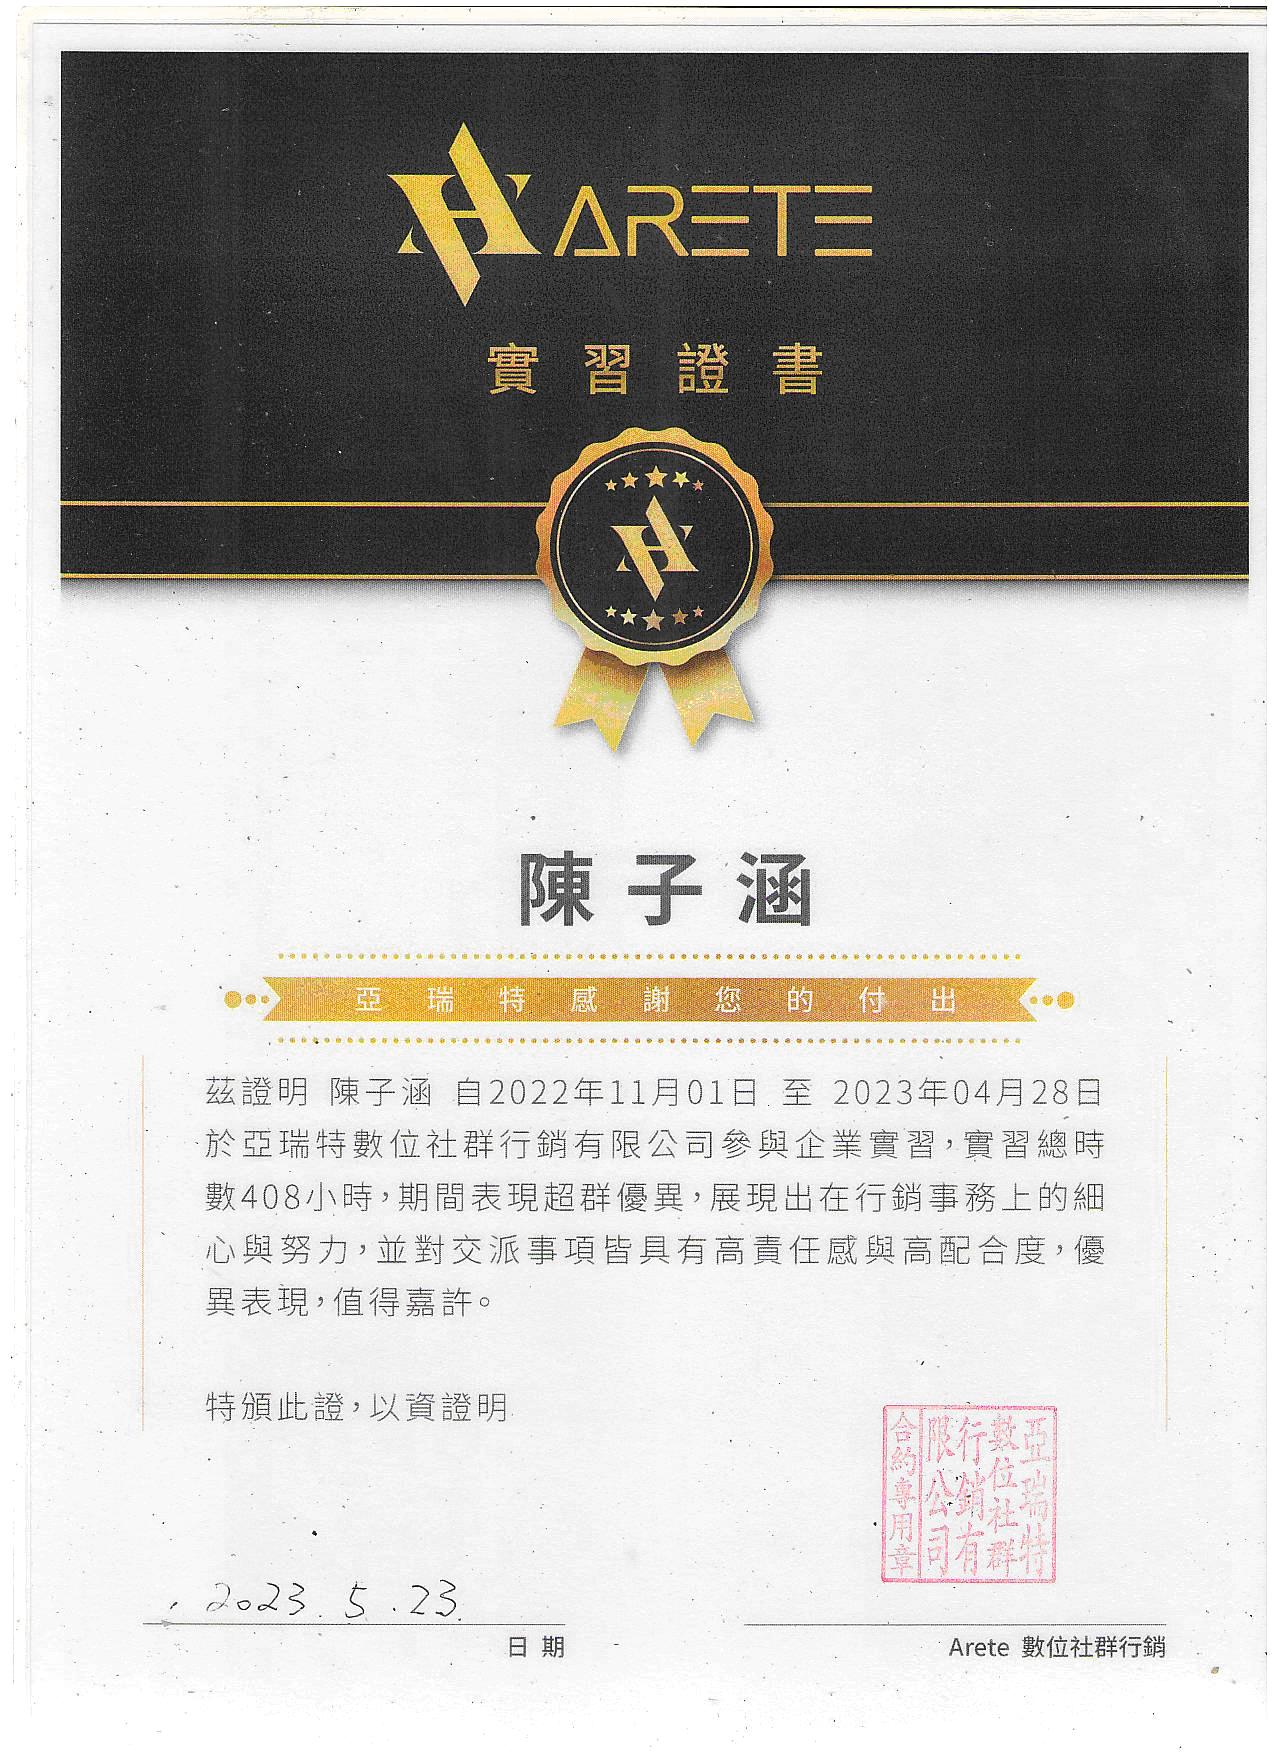 ARETE
實習證書
陳子涵
亞瑞特感謝您的付出
茲證明 陳子涵 自2022年11月01日 至 2023年04月28日
於亞瑞特數位社群行銷有限公司參與企業實習，實習總時
數408小時，期間表現超群優異，展現出在行銷事務上的細
心與努力，並對交派事項皆具有高責任感與高配合度，優
異表現，值得嘉許。
特頒此證，以資證明
亞瑞特
數位社群
行銷有
限公司
合約專用章
2023.5.23.
日期
Arete 數位社群行銷